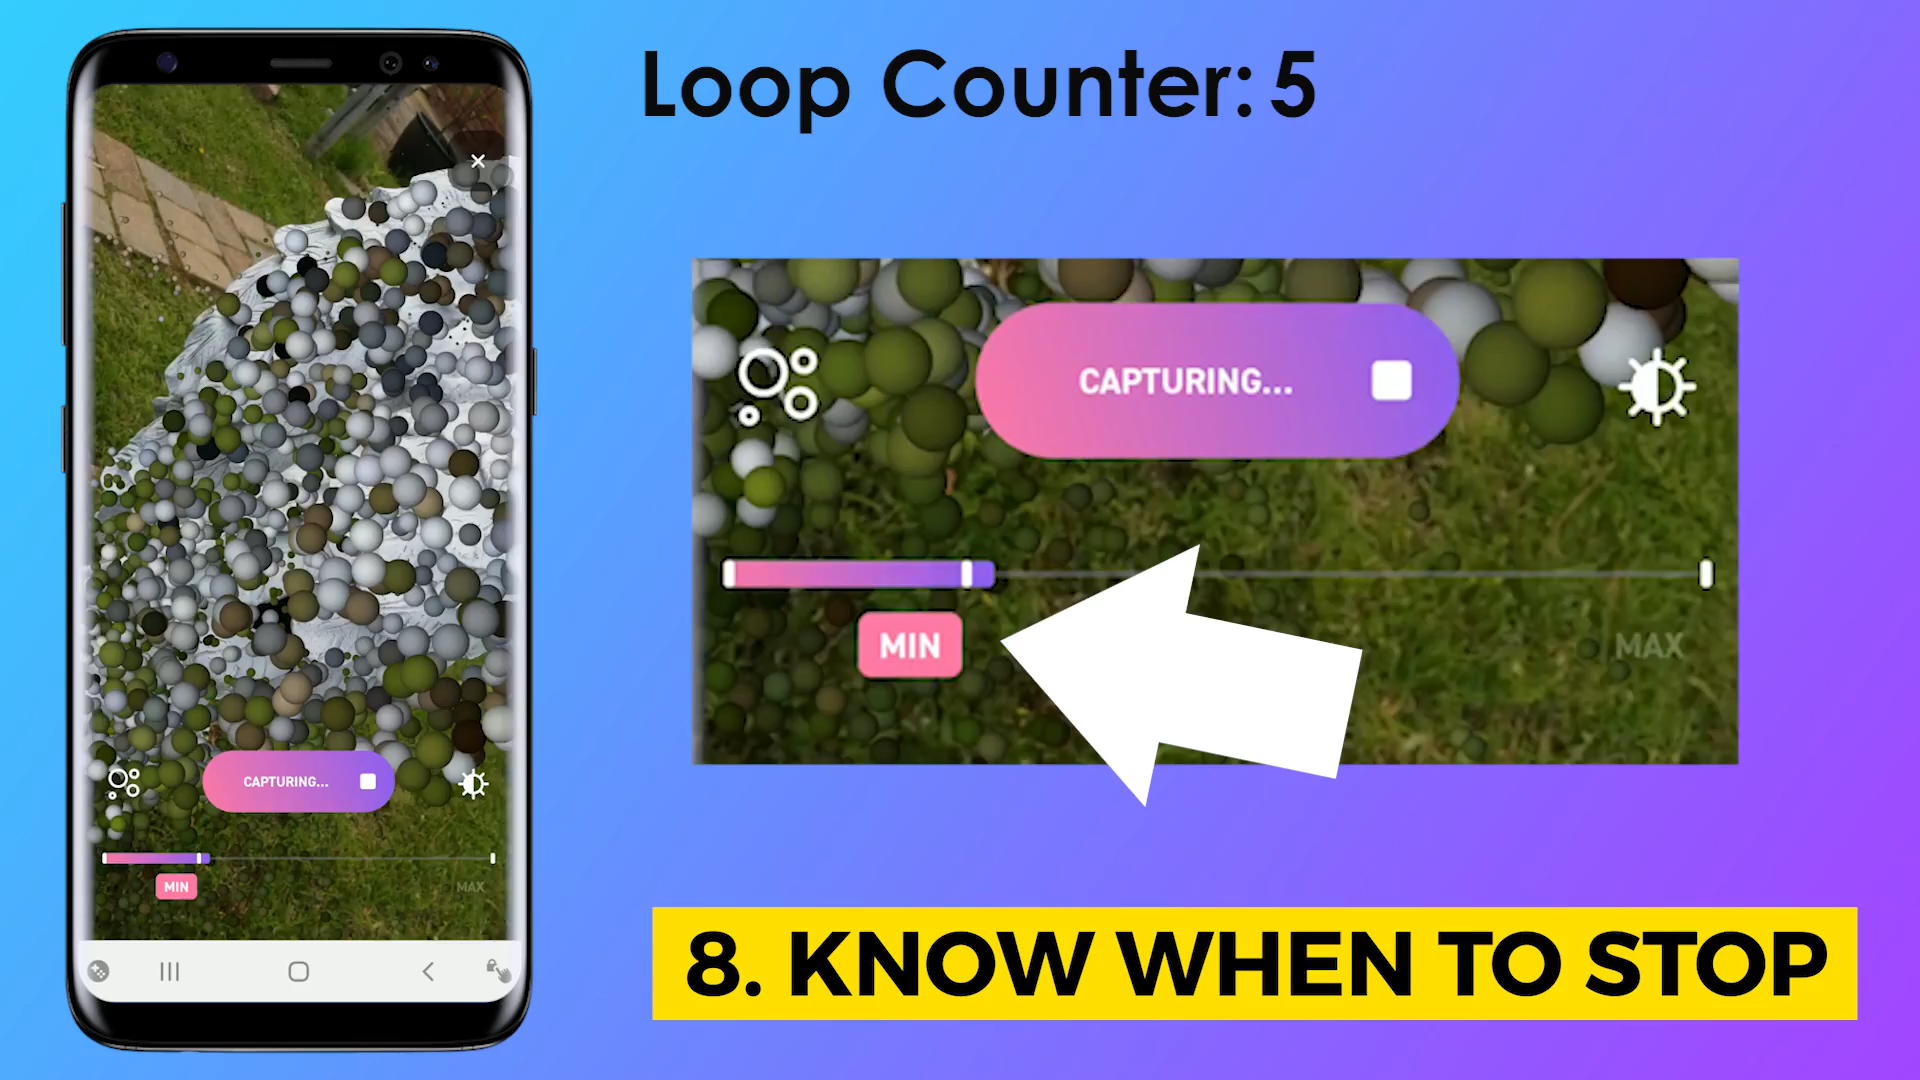 Loop Counter: 5
CAPTURING...
MIN
MAX
CAPTURING...
MIN
MAX
8. KNOW WHEN TO STOP